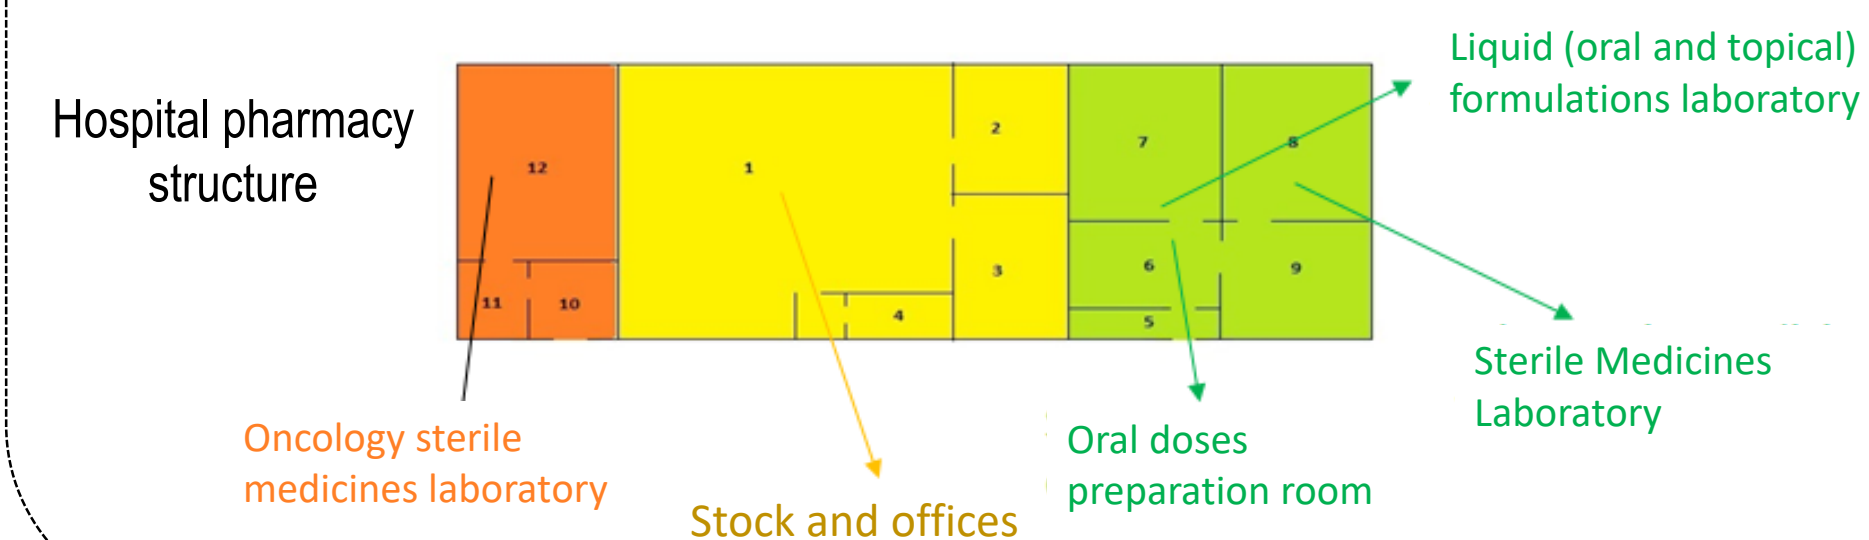 Hospital pharmacy
structure
Liquid (oral and topical)
formulations laboratory
12
1
2
7
8
11
10
4
3
6
9
5
Sterile Medicines
Laboratory
Oncology sterile
medicines laboratory
Stock and offices
Oral doses
preparation room